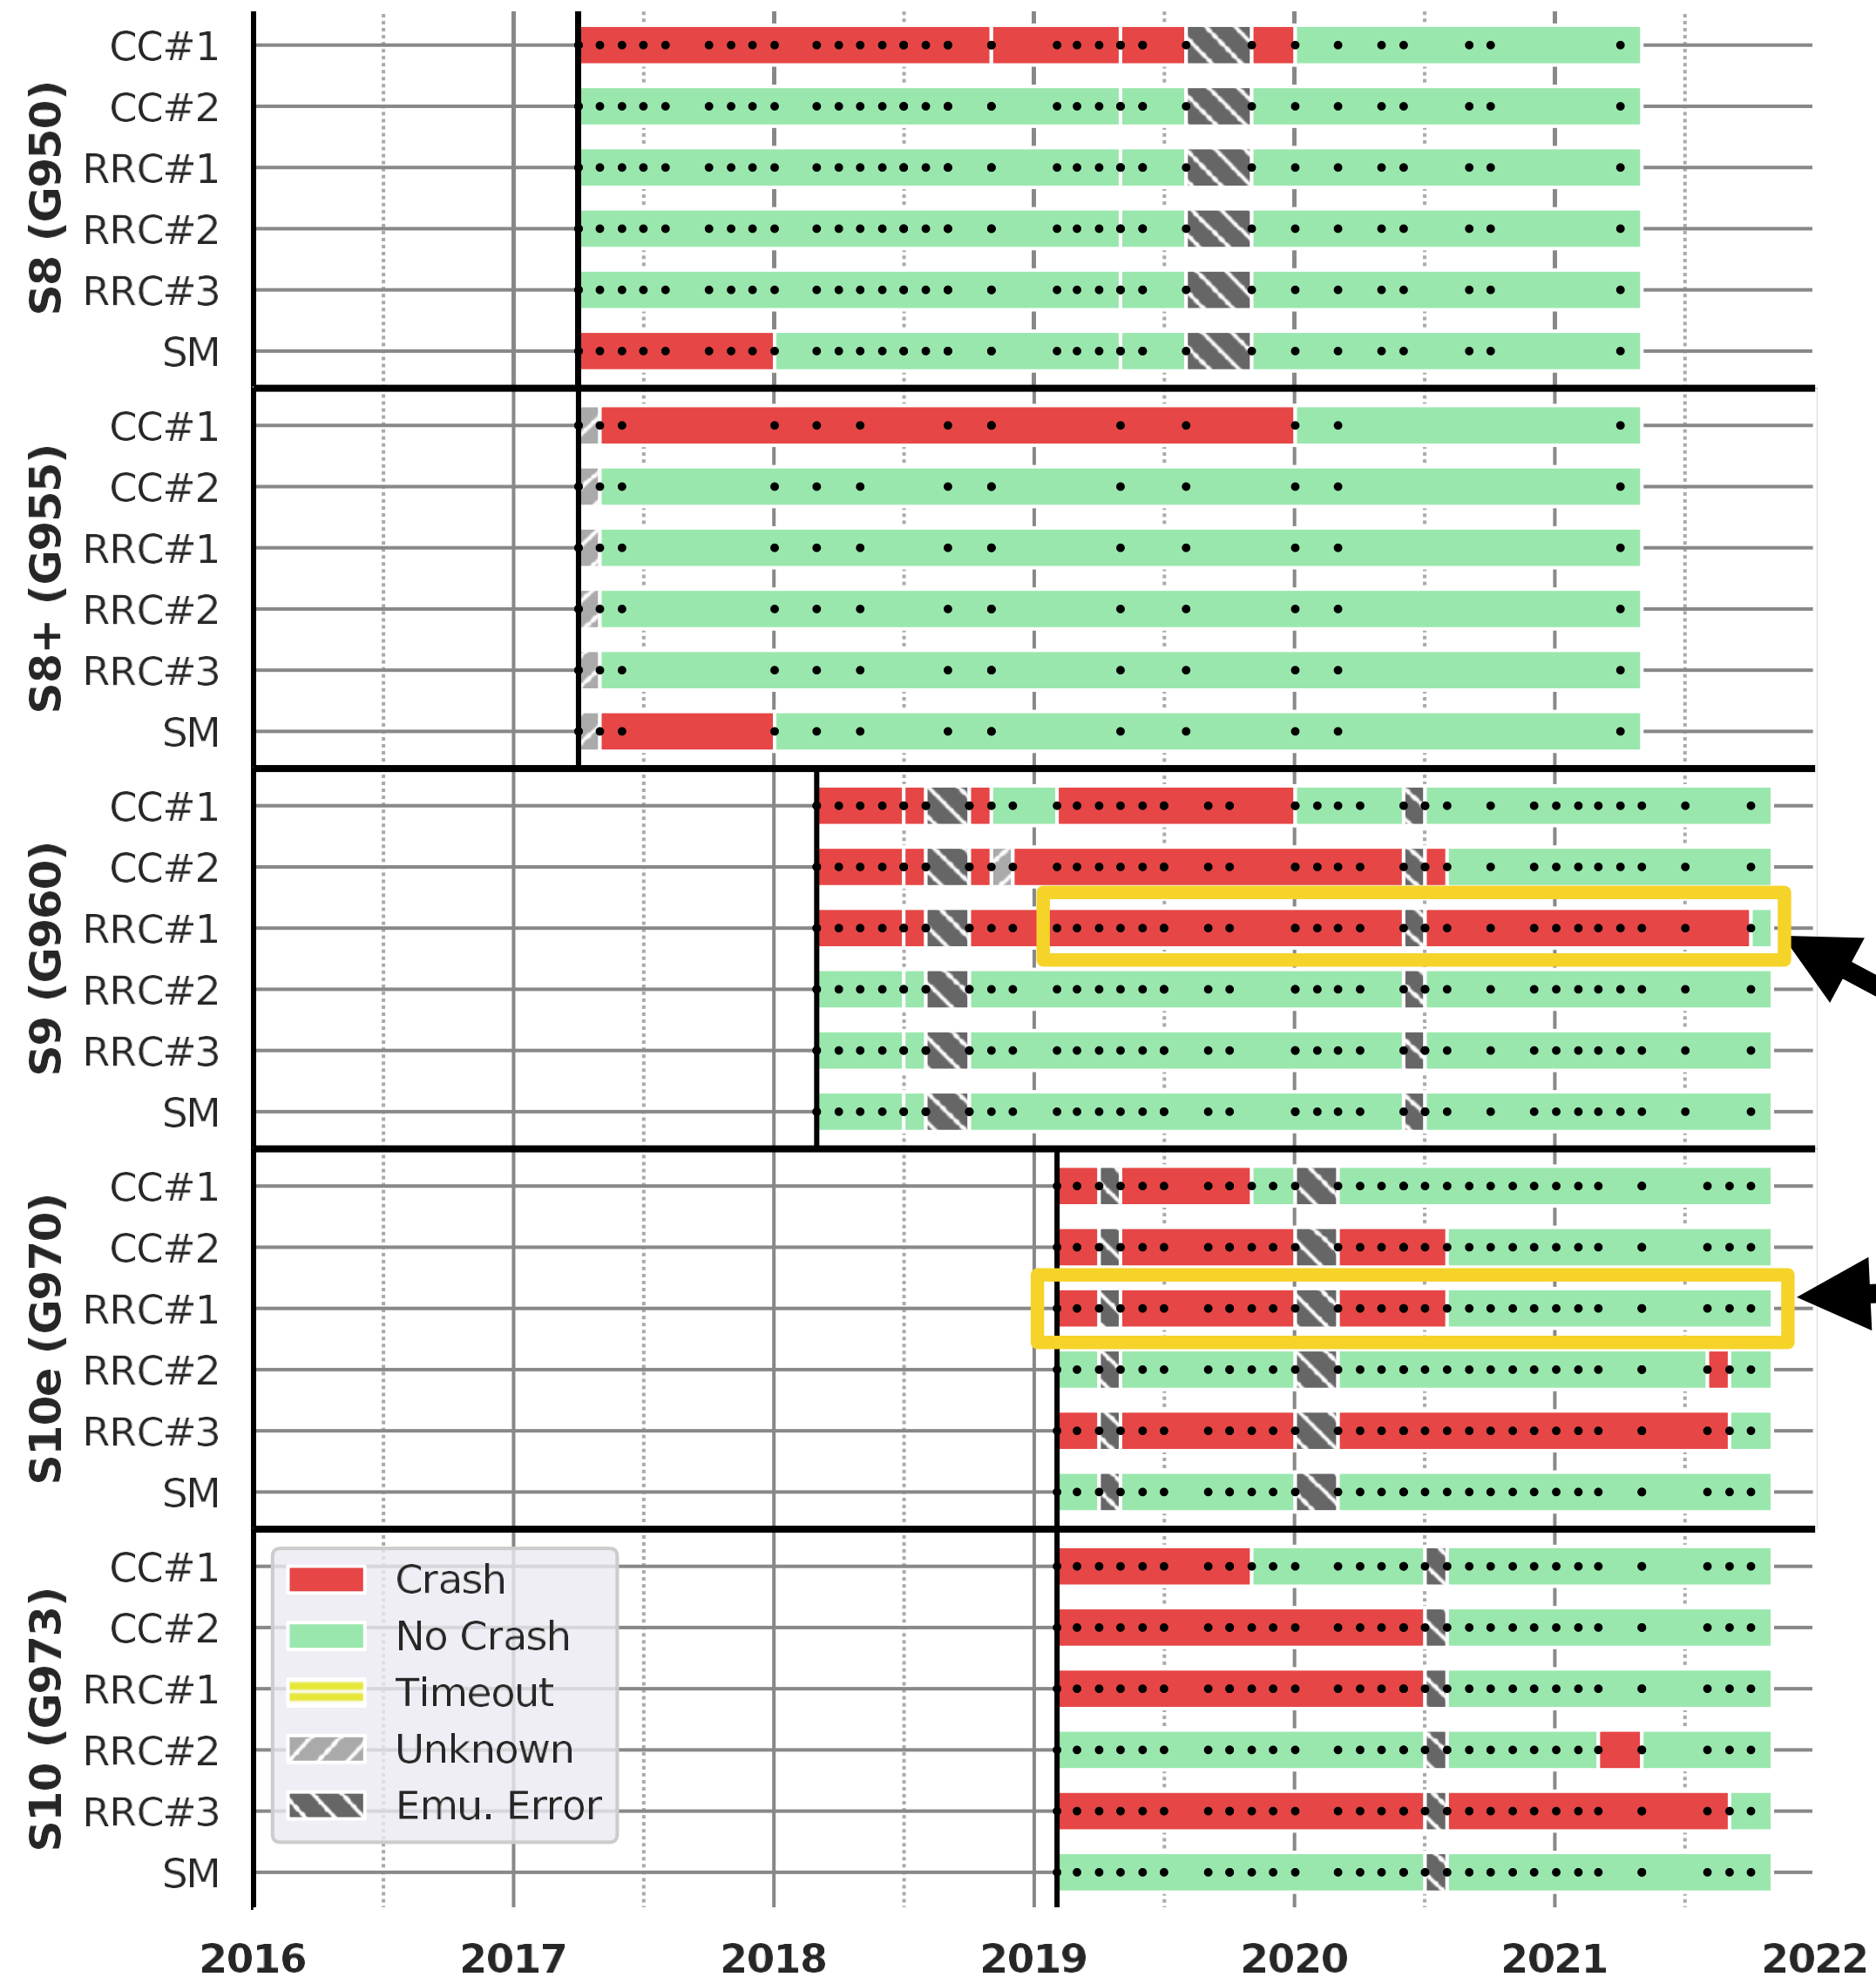 S8 (G950)
CC#1
CC#2
RRC#1
RRC#2
RRC#3
SM
S8+ (G955)
CC#1
CC#2
RRC#1
RRC#2
RRC#3
SM
S9 (G960)
CC#1
CC#2
RRC#1
RRC#2
RRC#3
SM
S10e (G970)
CC#1
CC#2
RRC#1
RRC#2
RRC#3
SM
S10 (G973)
CC#1
CC#2
RRC#1
RRC#2
RRC#3
SM
Crash
No Crash
Timeout
Unknown
Emu. Error
2016 2017 2018 2019 2020 2021 2022